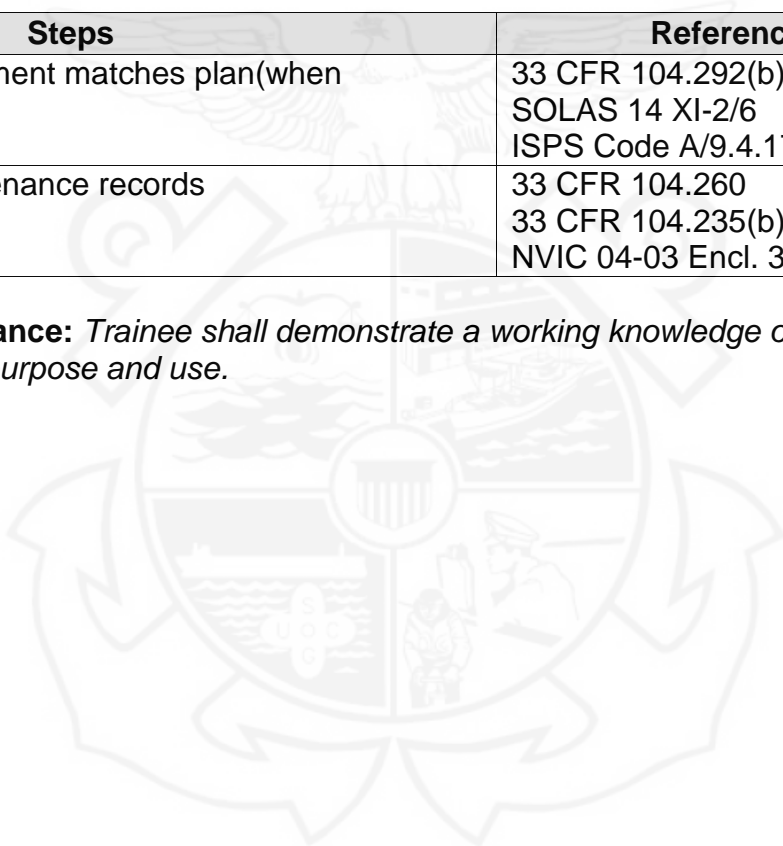 Steps Referenc
ment matches plan(when 33 CFR 104.292(b)
SOLAS 14 XI-2/6
ISPS Code A/9.4.17
enance records 33 CFR 104.260
33 CFR 104.235(b)
NVIC 04-03 Encl. 3
ance: Trainee shall demonstrate a working knowledge o
urpose and use.
S
U O C
G